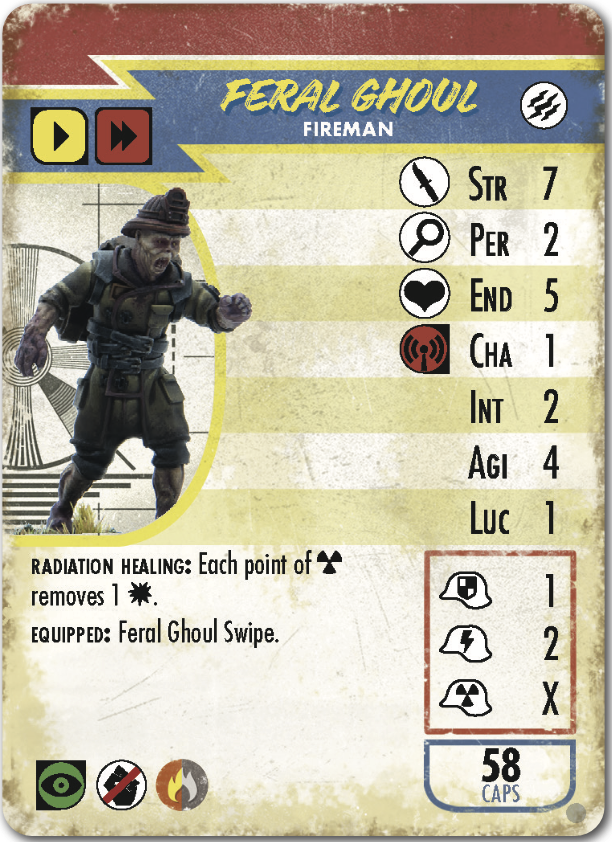 FERAL GHOUL
FIREMAN
STR 7
PER 2
END 5
CHA 1
INT 2
AGI 4
LUC 1
RADIATION HEALING: Each point of
removes 1 .
EQUIPPED: Feral Ghoul Swipe.
1
2
X
58
CAPS